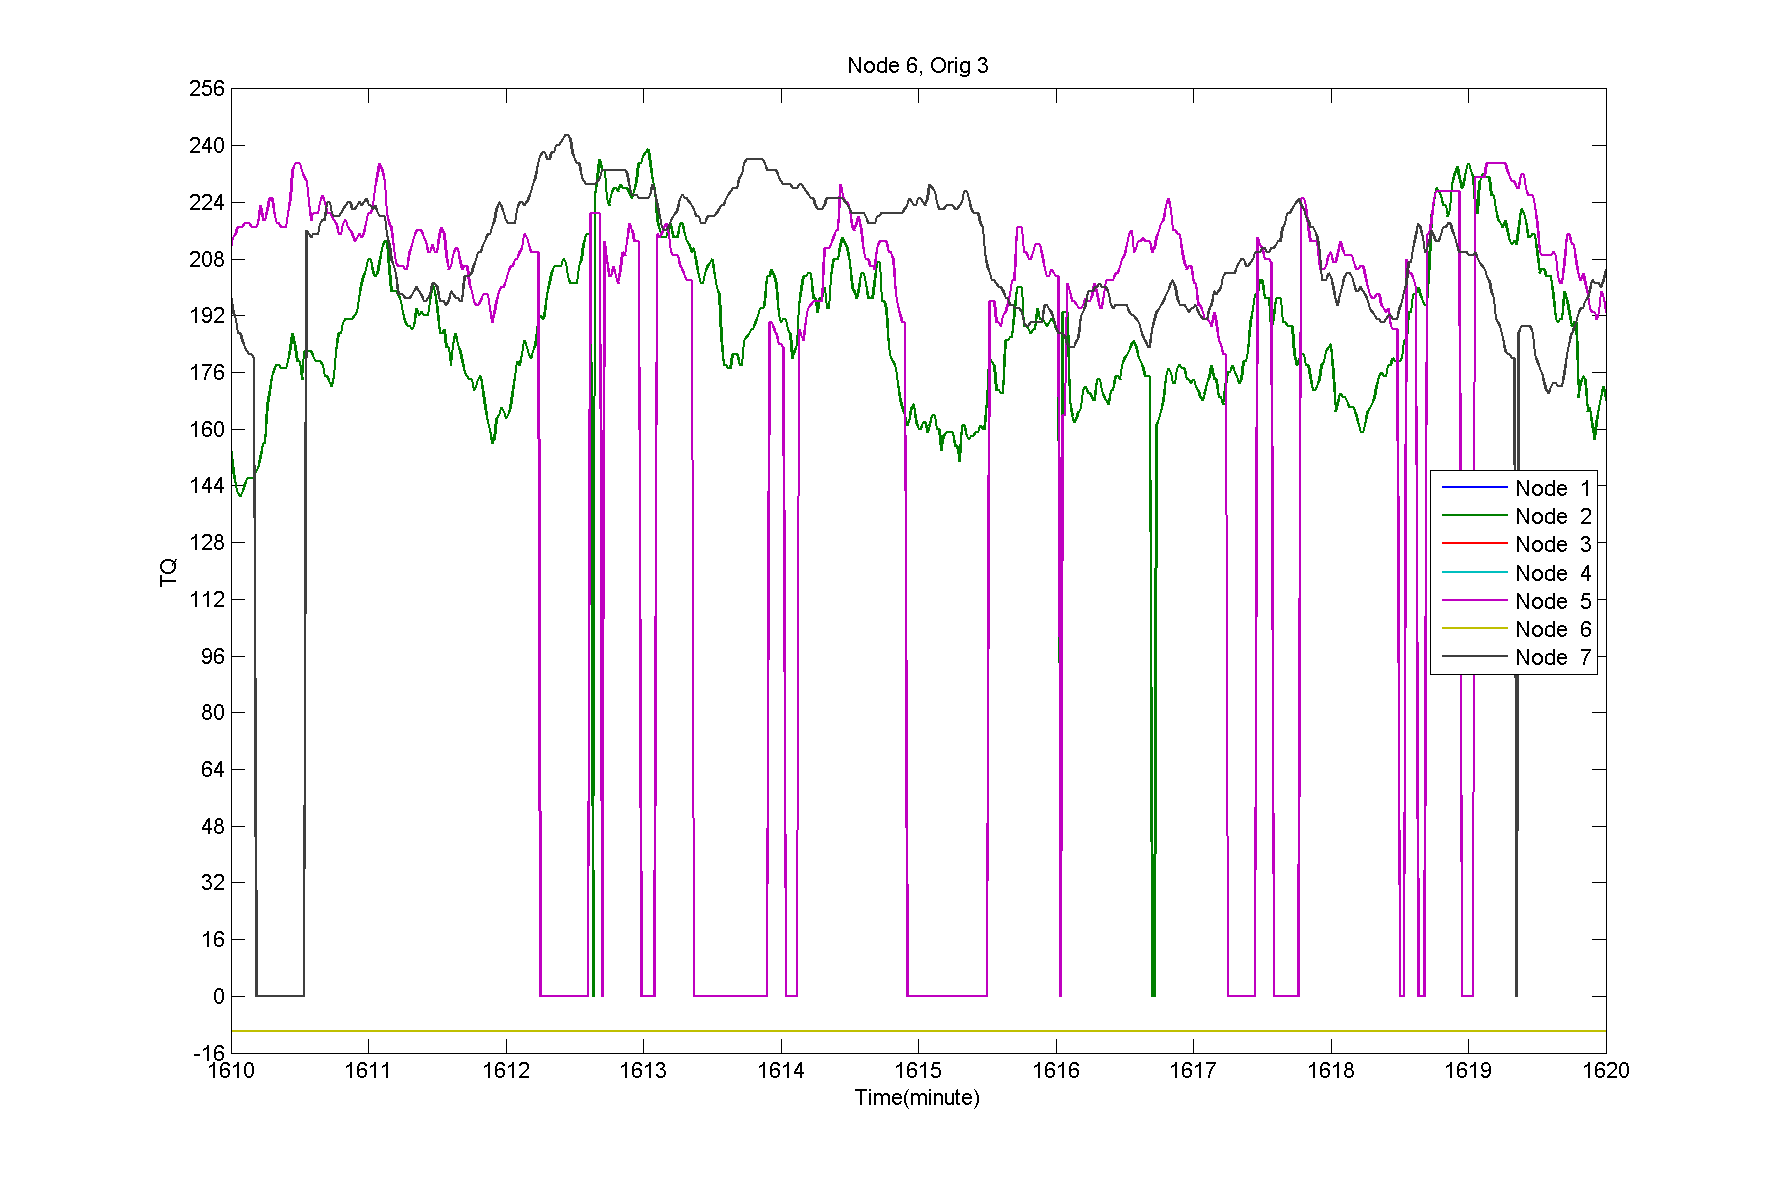 Node 6, Orig 3
256
240
224
208
192
176
160
144
128
112
96
80
64
48
32
16
0
-16
TQ
Node 1
Node 2
Node 3
Node 4
Node 5
Node 6
Node 7
1610 1611 1612 1613 1614 1615 1616 1617 1618 1619 1620
Time(minute)